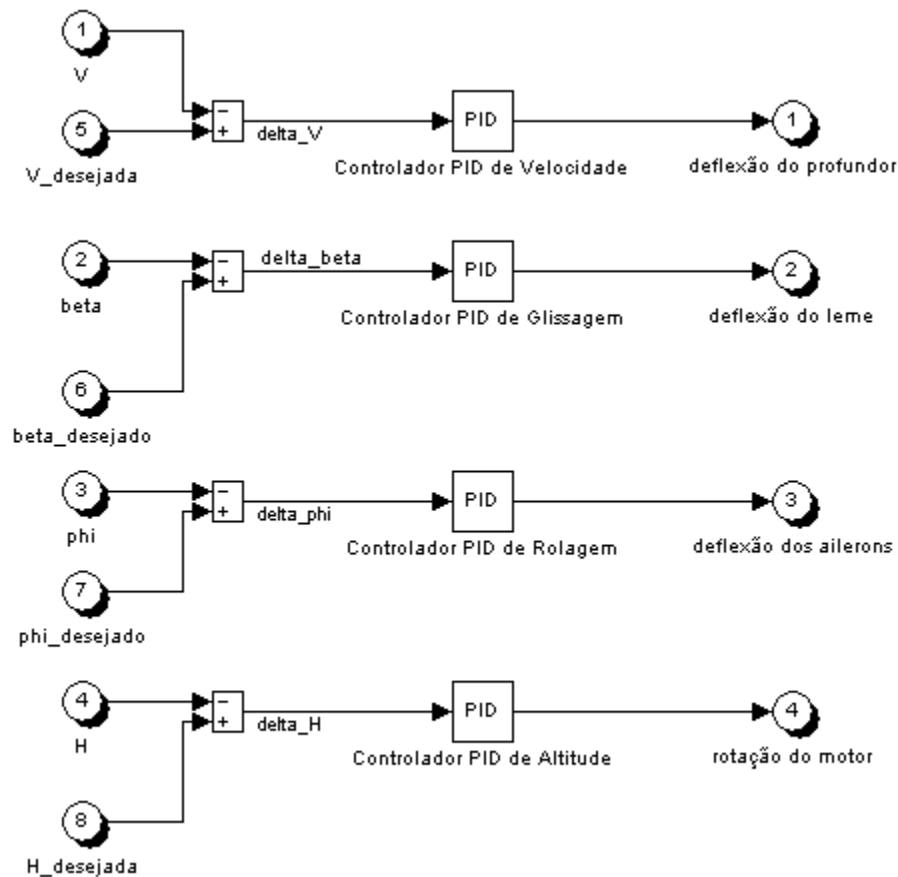 1
V
5
V_desejada
−
+
delta_V
PID
Controlador PID de Velocidade
1
deflexão do profundor
2
beta
6
beta_desejado
−
+
delta_beta
PID
Controlador PID de Glissagem
2
deflexão do leme
3
phi
7
phi_desejado
−
+
delta_phi
PID
Controlador PID de Rolagem
3
deflexão dos ailerons
4
H
8
H_desejada
−
+
delta_H
PID
Controlador PID de Altitude
4
rotação do motor